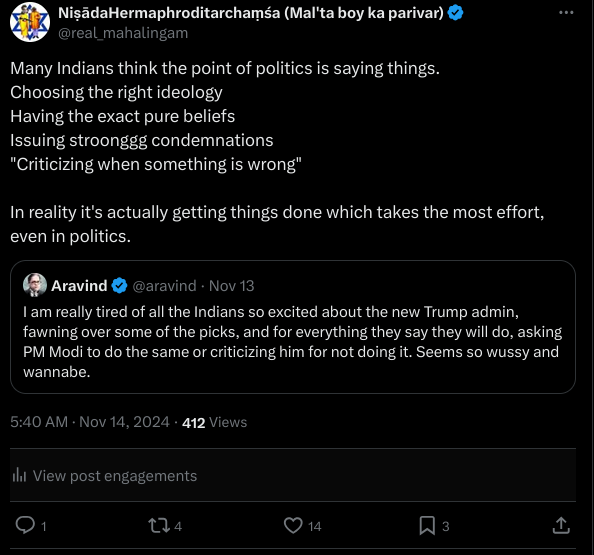 NiṣādaHermaphroditarchaṃśa (Mal'ta boy ka parivar)
@real_mahalingam
Many Indians think the point of politics is saying things.
Choosing the right ideology
Having the exact pure beliefs
Issuing stroonggg condemnations
"Criticizing when something is wrong"
In reality it's actually getting things done which takes the most effort,
even in politics.
Aravind @aravind · Nov 13
I am really tired of all the Indians so excited about the new Trump admin,
fawning over some of the picks, and for everything they say they will do, asking
PM Modi to do the same or criticizing him for not doing it. Seems so wussy and
wannabe.
5:40 AM · Nov 14, 2024 · 412 Views
View post engagements
1 4 14 3